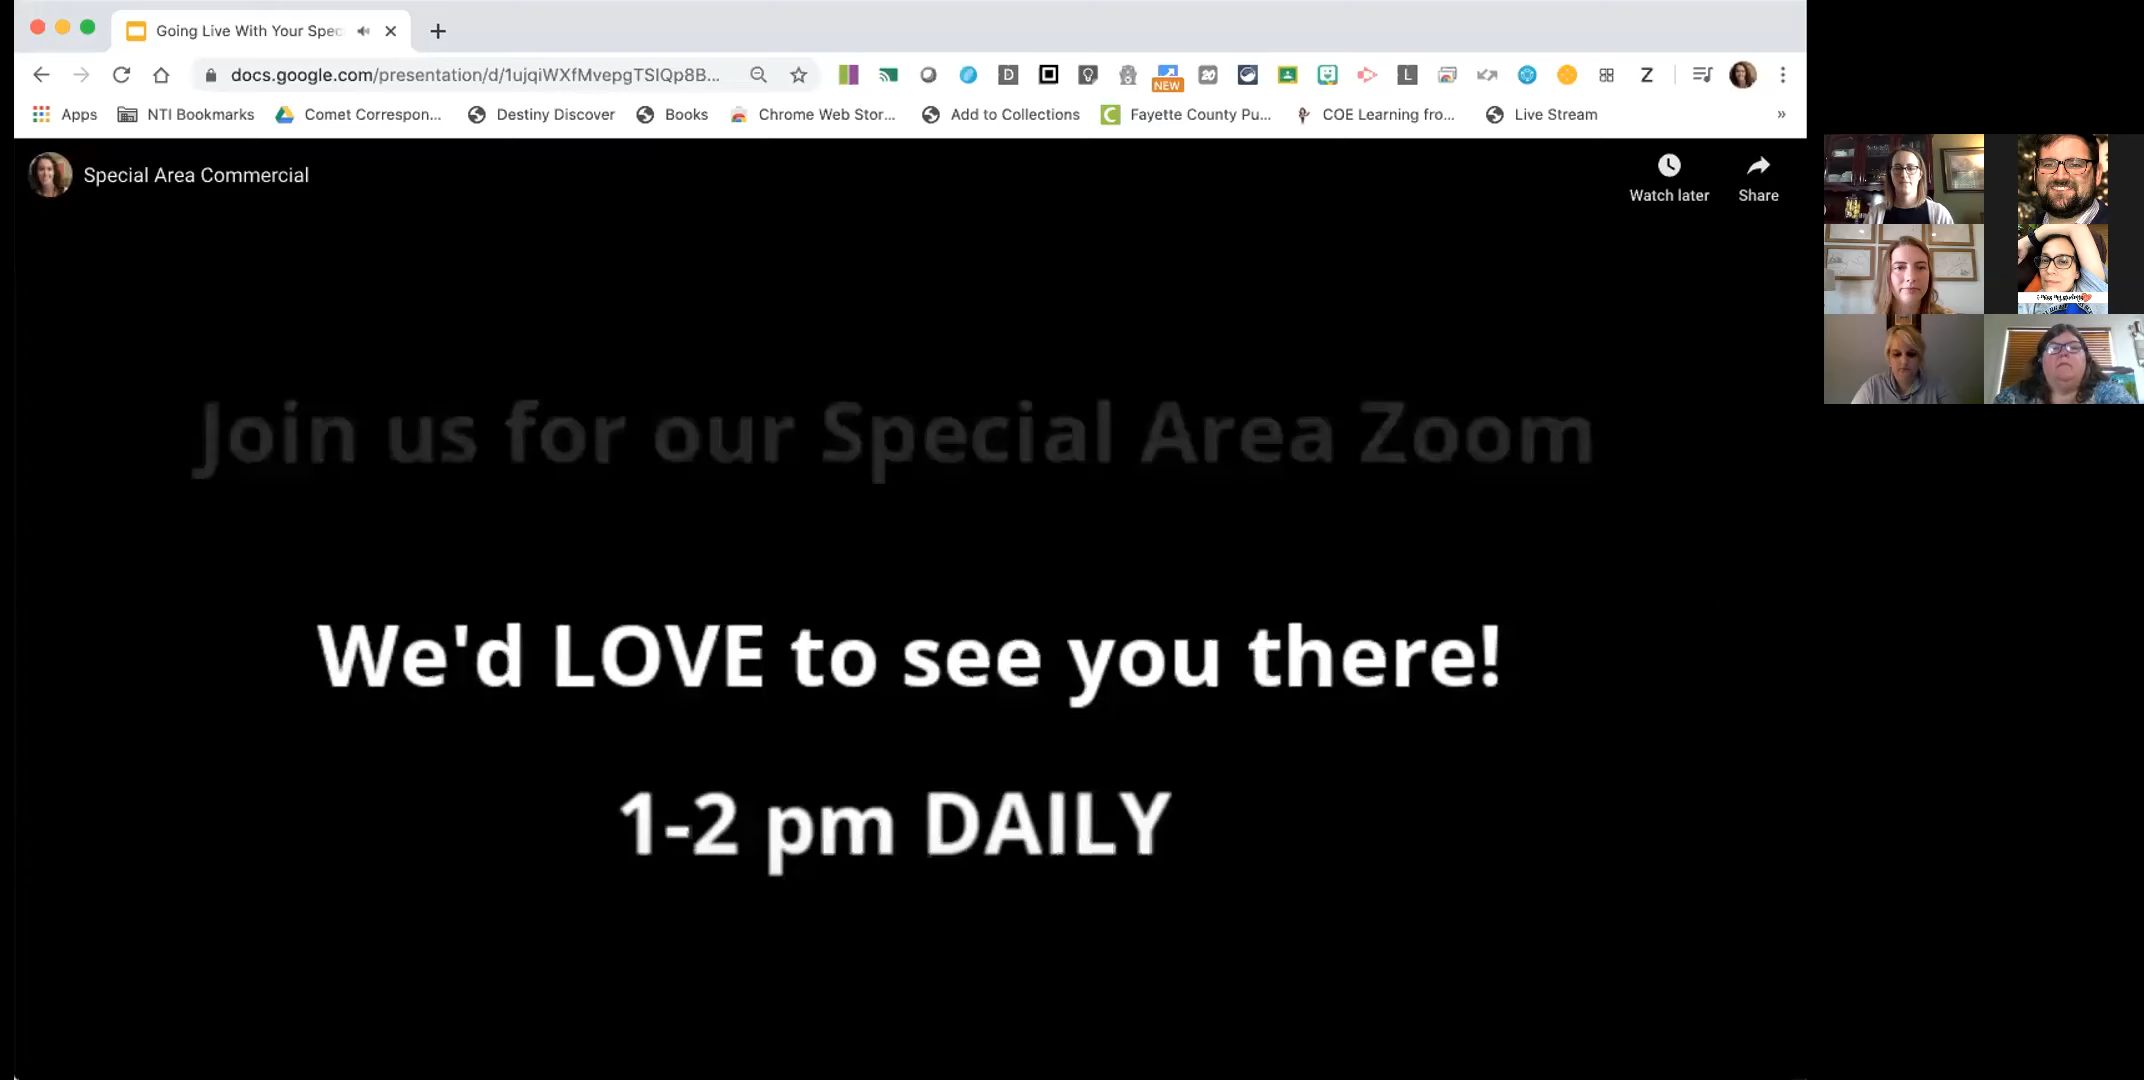 Going Live With Your Spec
docs.google.com/presentation/d/1ujqiWXfMvepgTSIQp8B...
D
NEW
20
L
Z
Apps
NTI Bookmarks
Comet Correspon...
Destiny Discover
Books
Chrome Web Stor...
Add to Collections
Fayette County Pu...
COE Learning fro...
Live Stream
»
Special Area Commercial
Watch later
Share
Join us for our Special Area Zoom
We'd LOVE to see you there!
1-2 pm DAILY